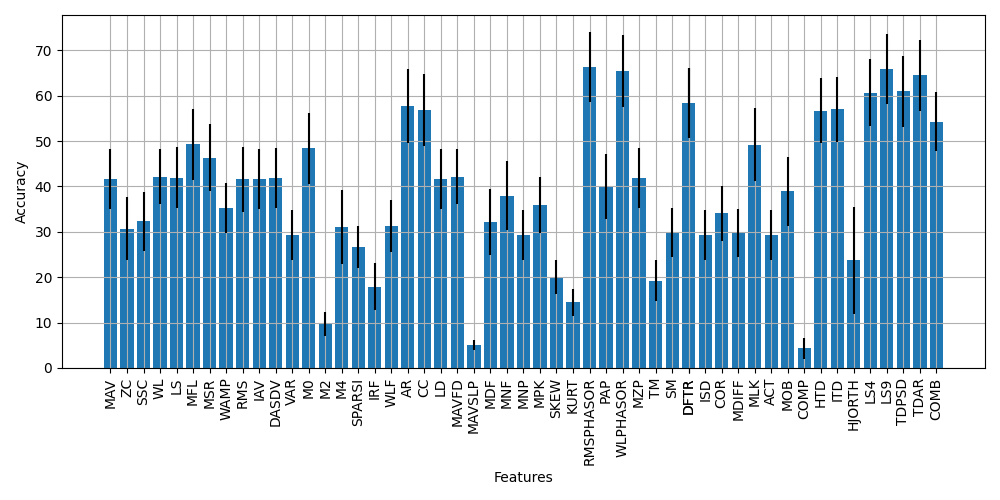 70
60
50
40
30
20
10
0
Accuracy
MAV
ZC
SSC
WL
LS
MFL
MSR
WAMP
RMS
IAV
DASDV
VAR
M0
M2
M4
SPARSI
IRF
WLF
AR
CC
LD
MAVFD
MAVSLP
MDF
MNF
MNP
MPK
SKEW
KURT
RMSPHASOR
PAP
WLPHASOR
MZP
TM
SM
DFTR
ISD
COR
MDIFF
MLK
ACT
MOB
COMP
HTD
ITD
HJORTH
LS4
LS9
TDPSD
TDAR
COMB
Features